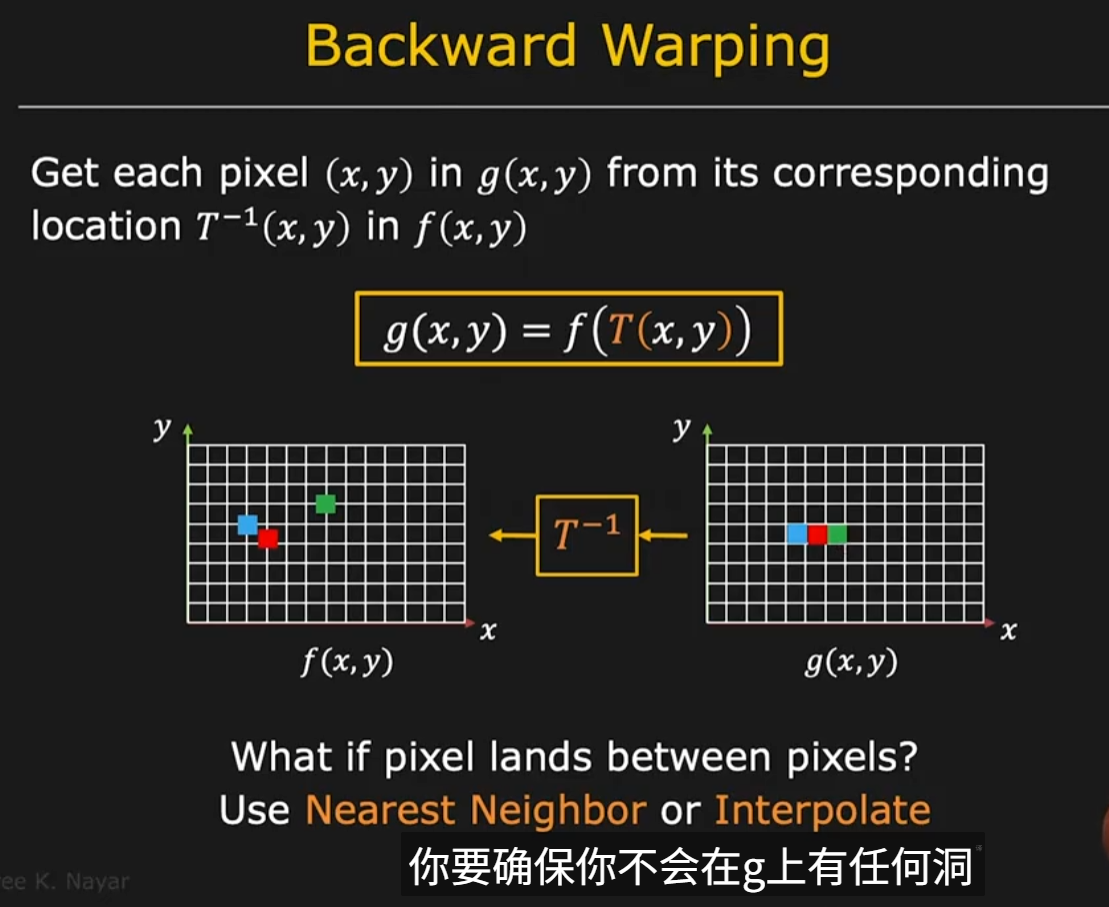 Backward Warping
Get each pixel (x, y) in g(x, y) from its corresponding
location T⁻¹(x, y) in f(x, y)
g(x, y) = f(T(x, y))
y
y
T⁻¹
x
x
f(x, y)
g(x, y)
What if pixel lands between pixels?
Use Nearest Neighbor or Interpolate
你要确保你不会在g上有任何洞
ee K. Nayar